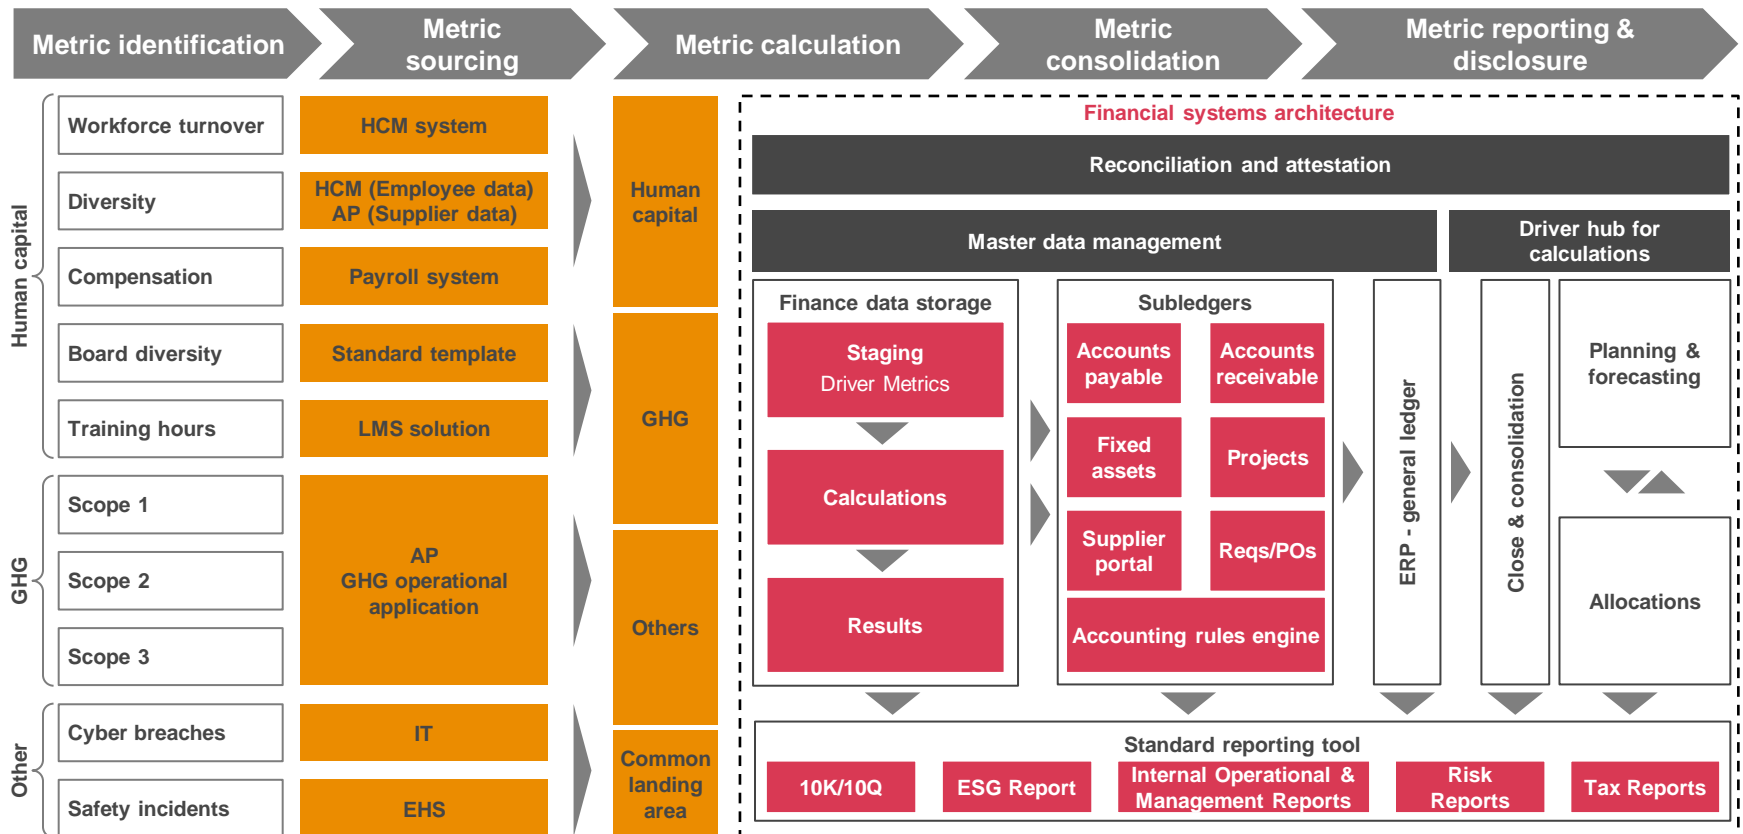 Metric identification
Metric
sourcing
Metric calculation
Metric
consolidation
Metric reporting &
disclosure
Human capital
Workforce turnover
Diversity
Compensation
Board diversity
Training hours
GHG
Scope 1
Scope 2
Scope 3
Other
Cyber breaches
Safety incidents
HCM system
HCM (Employee data)
AP (Supplier data)
Payroll system
Standard template
LMS solution
AP
GHG operational
application
IT
EHS
Human
capital
GHG
Others
Common
landing
area
Financial systems architecture
Reconciliation and attestation
Master data management
Driver hub for
calculations
Finance data storage
Staging
Driver Metrics
Calculations
Results
Subledgers
Accounts
payable
Accounts
receivable
Fixed
assets
Projects
Supplier
portal
Reqs/POs
Accounting rules engine
ERP - general ledger
Close & consolidation
Planning &
forecasting
Allocations
Standard reporting tool
10K/10Q
ESG Report
Internal Operational &
Management Reports
Risk
Reports
Tax Reports